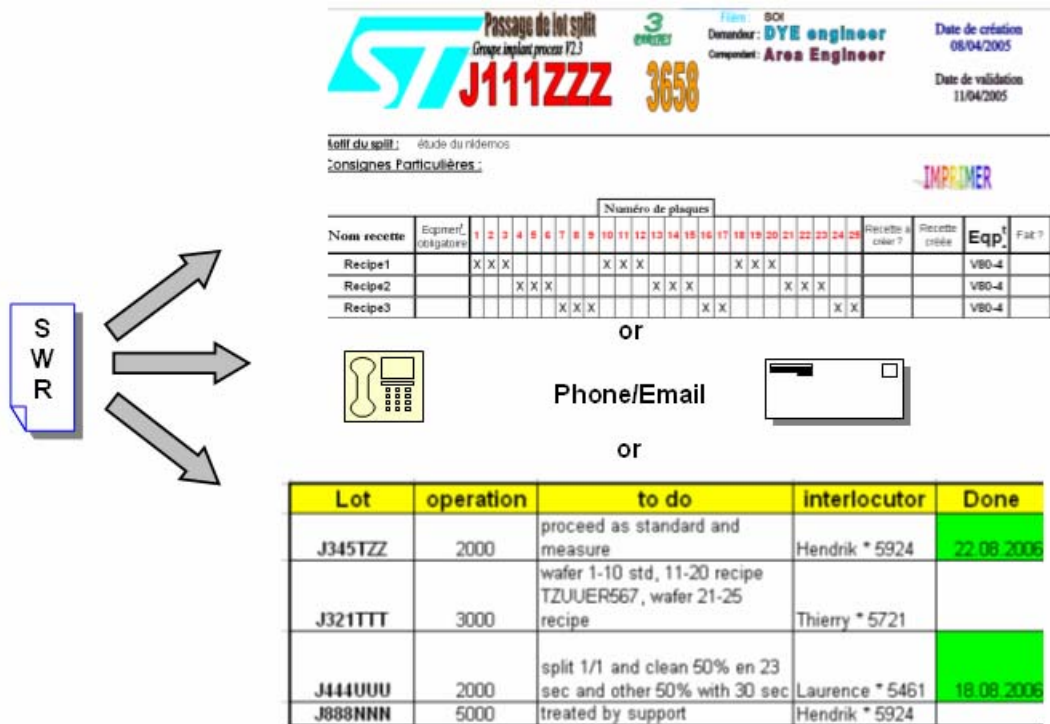 ST
Passage de lot split
Groupe implant process V2.3
J111ZZZ
3
3658
Filière : SOI
Demandeur : DYE engineer
Correspondant : Area Engineer
Date de création
08/04/2005
Date de validation
11/04/2005
Motif du split : étude du nldemos
Consignes Particulières :
IMPRIMER
Numéro de plaques
Nom recette Eqpment obligatoire 1 2 3 4 5 6 7 8 9 10 11 12 13 14 15 16 17 18 19 20 21 22 23 24 25 Recette a créer ? Recette créée Eqpt Fait ?
Recipe1 X X X X X X X X X V80-4
Recipe2 X X X X X X X X X V80-4
Recipe3 X X X X X X X V80-4
or
S
W
R
Phone/Email
or
Lot operation to do interlocutor Done
J345TZZ 2000 proceed as standard and measure Hendrik * 5924 22.08.2006
J321TTT 3000 wafer 1-10 std, 11-20 recipe TZUUER567, wafer 21-25 recipe Thierry * 5721
J444UUU 2000 split 1/1 and clean 50% en 23 sec and other 50% with 30 sec Laurence * 5461 18.08.2006
J888NNN 5000 treated by support Hendrik * 5924